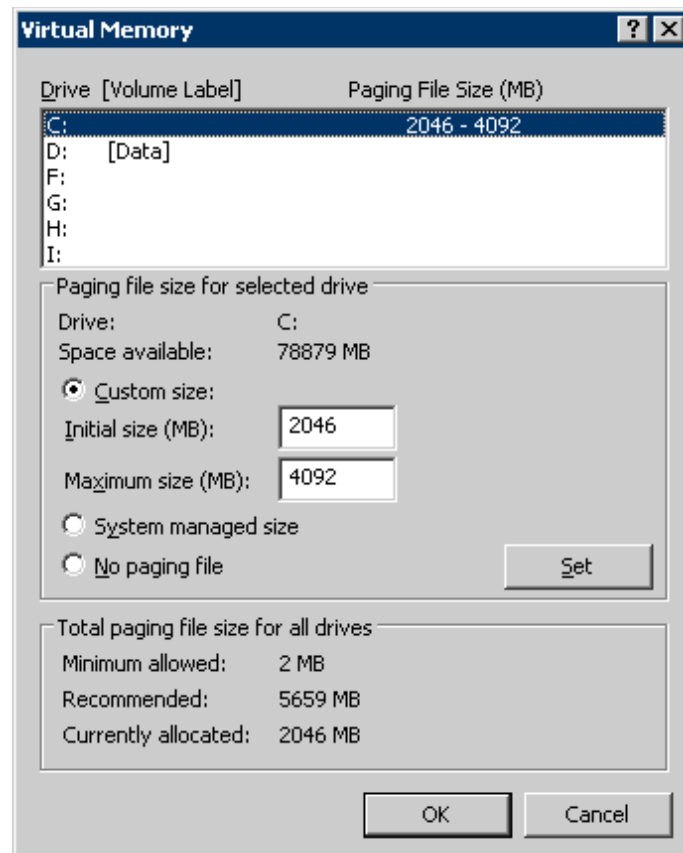 Virtual Memory
Drive [Volume Label] Paging File Size (MB)
C: 2046 - 4092
D: [Data]
F:
G:
H:
I:
Paging file size for selected drive
Drive: C:
Space available: 78879 MB
Custom size:
Initial size (MB): 2046
Maximum size (MB): 4092
System managed size
No paging file Set
Total paging file size for all drives
Minimum allowed: 2 MB
Recommended: 5659 MB
Currently allocated: 2046 MB
OK Cancel